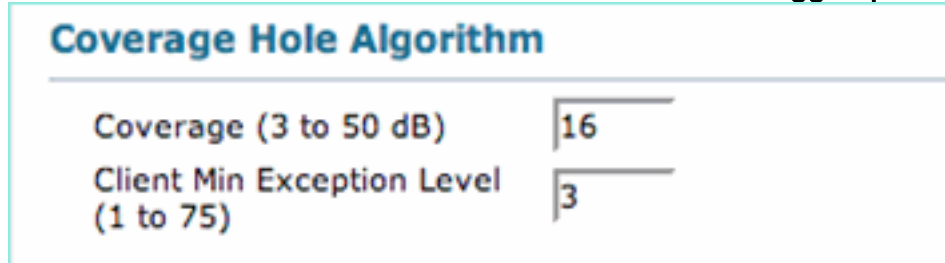 Coverage Hole Algorithm
Coverage (3 to 50 dB) 16
Client Min Exception Level
(1 to 75) 3